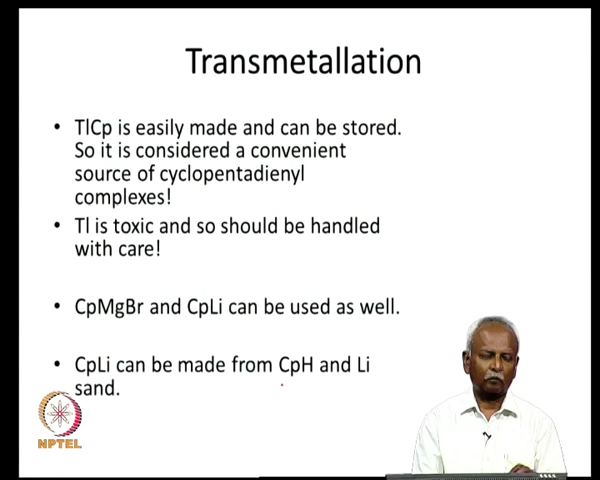 Transmetallation
• TlCp is easily made and can be stored.
So it is considered a convenient
source of cyclopentadienyl
complexes!
• Tl is toxic and so should be handled
with care!
• CpMgBr and CpLi can be used as well.
• CpLi can be made from CpH and Li
sand.
NPTEL